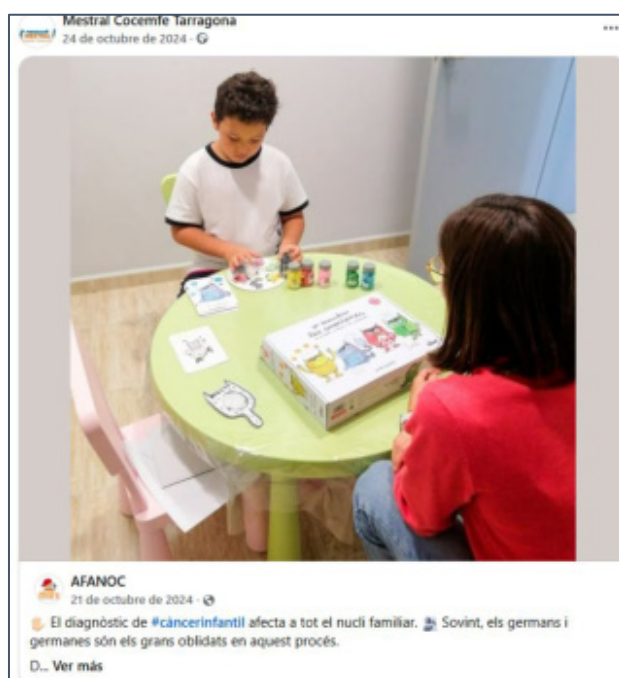 Mestral Cocemfe Tarragona
24 de octubre de 2024 ·
AFANOC
21 de octubre de 2024 ·
El diagnòstic de #càncerinfantil afecta a tot el nucli familiar. Sovint, els germans i
germanes són els grans oblidats en aquest procés.
D... Ver más